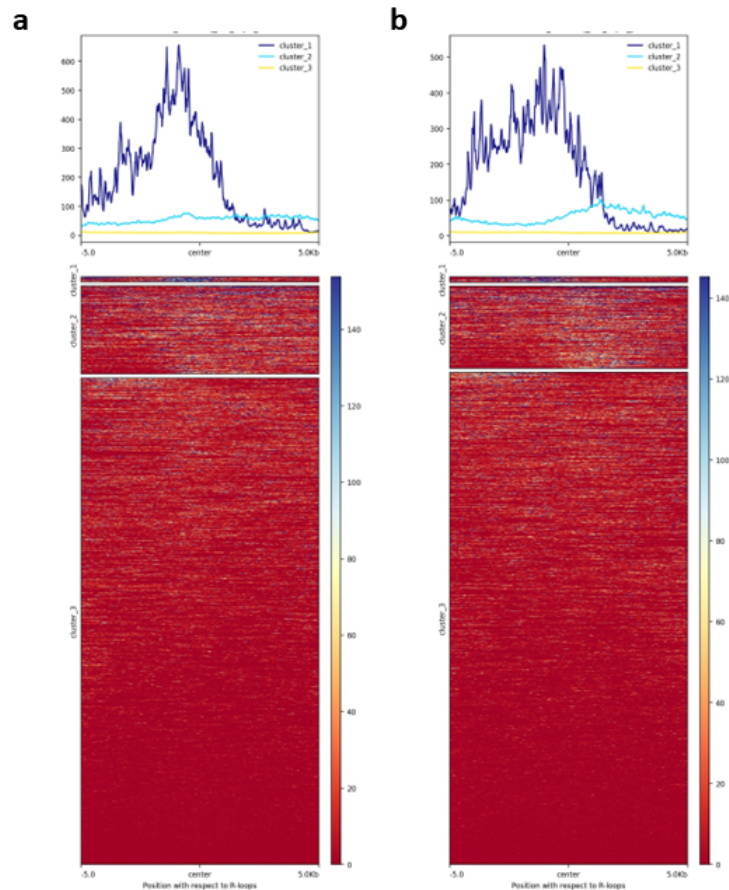 a
cluster_1
cluster_2
cluster_3
600
500
400
300
200
100
0
-5.0
center
5.0Kb
cluster_1
cluster_2
cluster_3
140
120
100
80
60
40
20
0
-5.0
center
5.0Kb
Position with respect to R-loops
b
cluster_1
cluster_2
cluster_3
500
400
300
200
100
0
-5.0
center
5.0Kb
cluster_1
cluster_2
cluster_3
140
120
100
80
60
40
20
0
-5.0
center
5.0Kb
Position with respect to R-loops